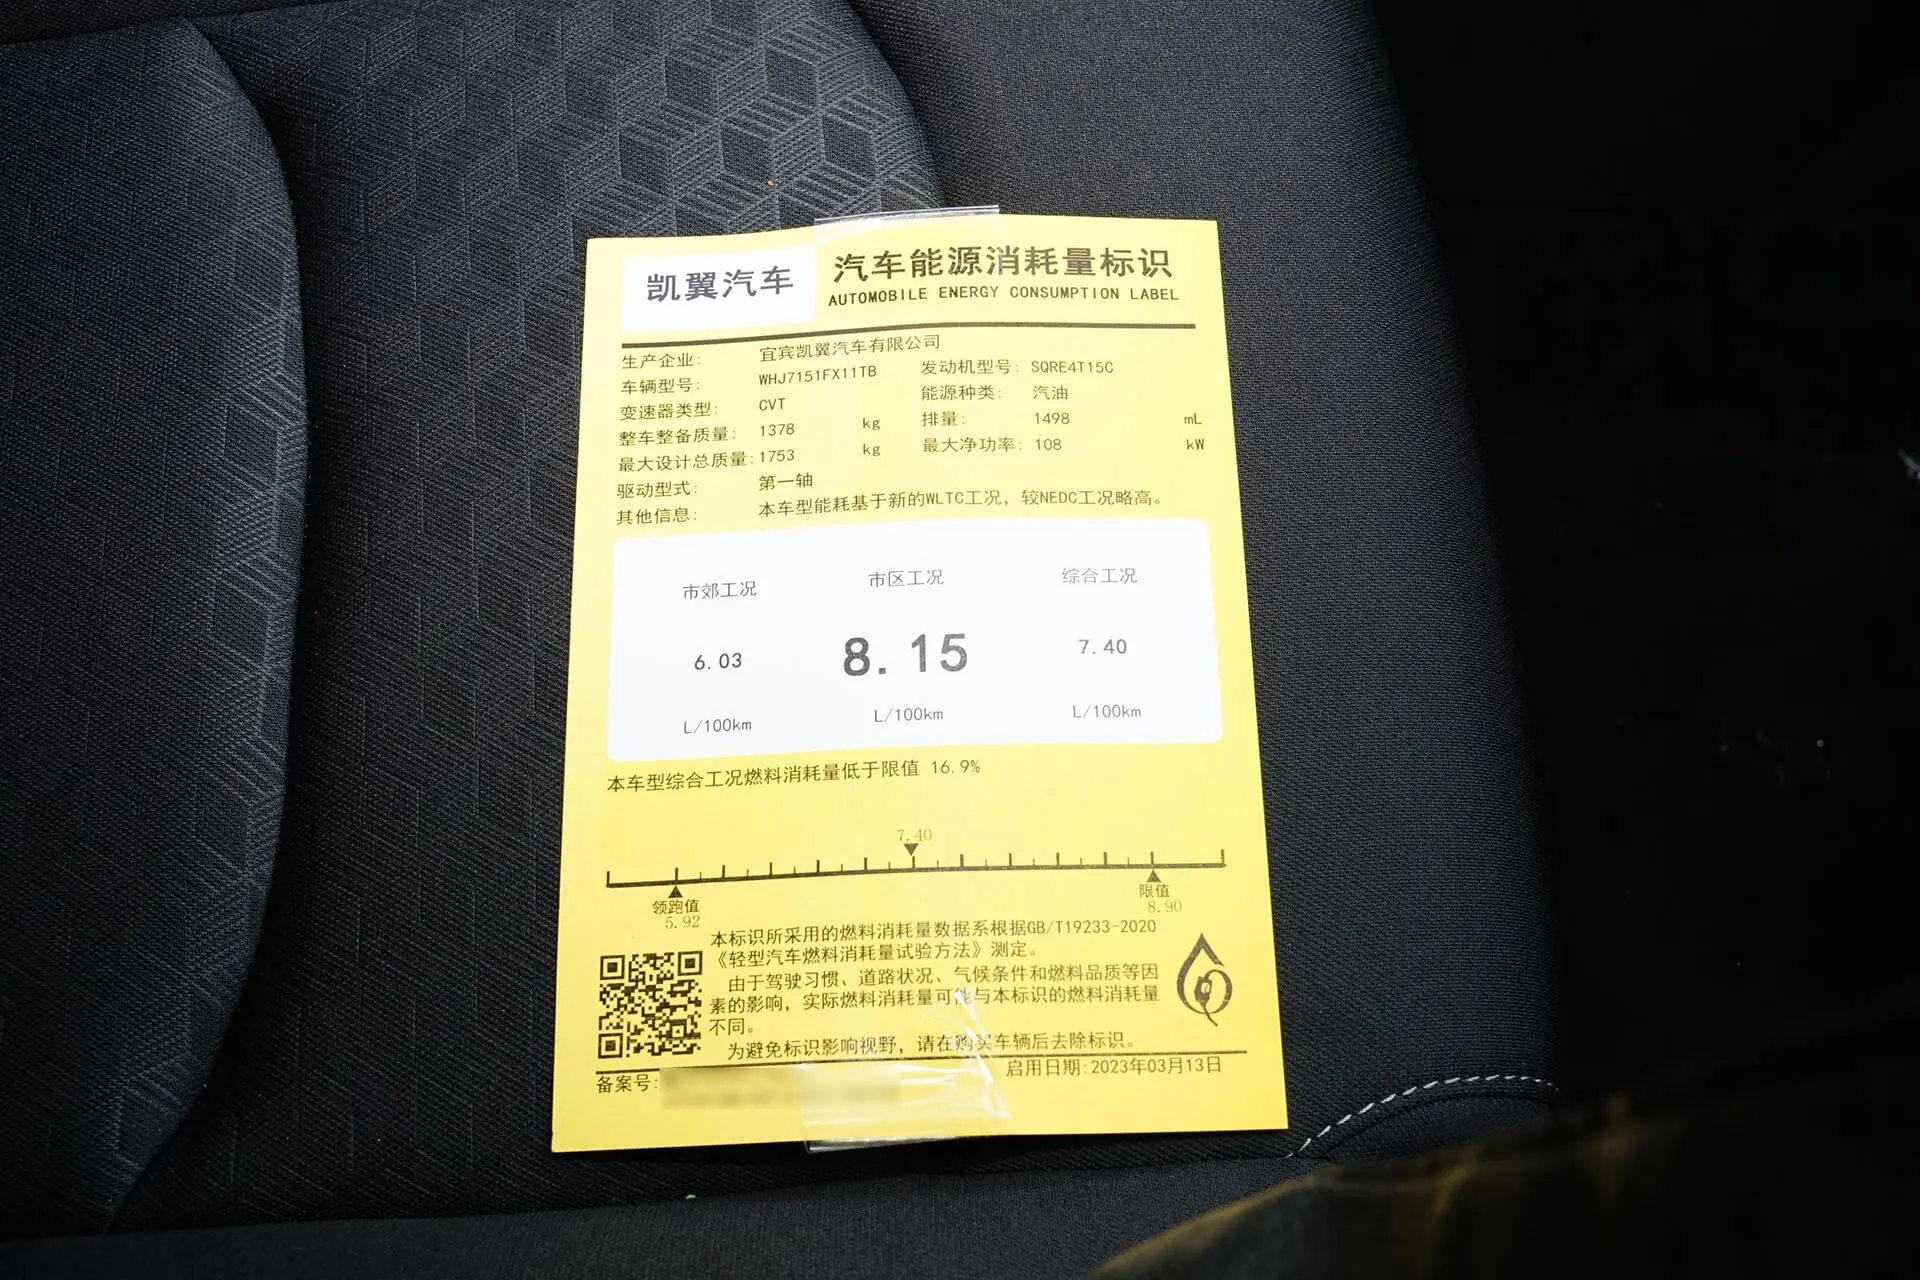 凯翼汽车
汽车能源消耗量标识
AUTOMOBILE ENERGY CONSUMPTION LABEL
生产企业: 宜宾凯翼汽车有限公司
车辆型号: WHJ7151FX11TB 发动机型号: SQRE4T15C
变速器类型: CVT 能源种类: 汽油
整车整备质量: 1378 kg 排量: 1498 mL
最大设计总质量: 1753 kg 最大净功率: 108 kW
驱动型式: 第一轴
其他信息: 本车型能耗基于新的WLTC工况，较NEDC工况略高。
市郊工况 市区工况 综合工况
6.03 8.15 7.40
L/100km L/100km L/100km
本车型综合工况燃料消耗量低于限值 16.9%
7.40
领跑值 限值
5.92 8.90
本标识所采用的燃料消耗量数据系根据GB/T19233-2020
《轻型汽车燃料消耗量试验方法》测定。
由于驾驶习惯、道路状况、气候条件和燃料品质等因
素的影响，实际燃料消耗量可能与本标识的燃料消耗量
不同。
为避免标识影响视野，请在购买车辆后去除标识。
备案号: 启用日期:2023年03月13日